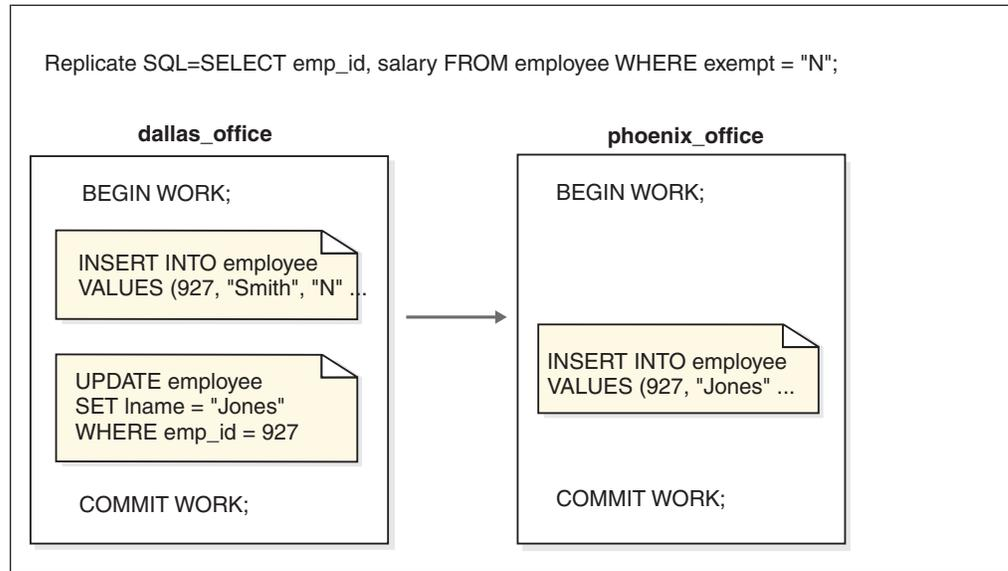 Replicate SQL=SELECT emp_id, salary FROM employee WHERE exempt = "N";
dallas_office
BEGIN WORK;
INSERT INTO employee
VALUES (927, "Smith", "N" ...
UPDATE employee
SET lname = "Jones"
WHERE emp_id = 927
COMMIT WORK;
phoenix_office
BEGIN WORK;
INSERT INTO employee
VALUES (927, "Jones" ...
COMMIT WORK;